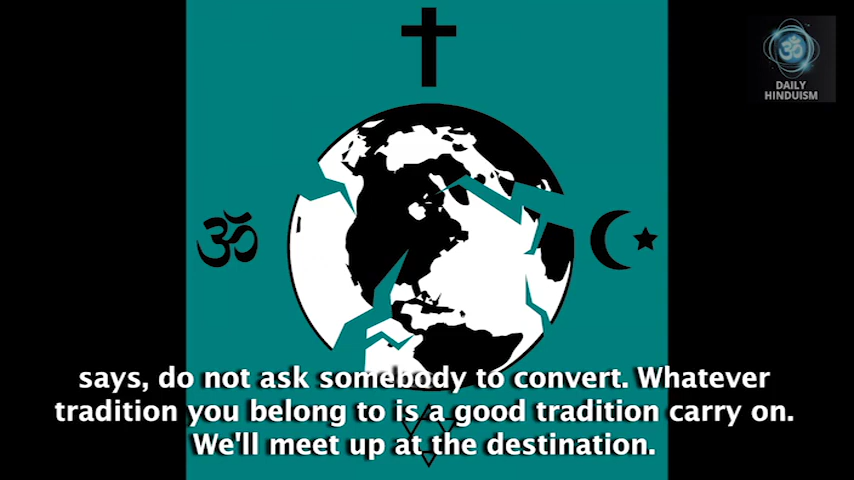 DAILY
HINDUISM
ॐ
says, do not ask somebody to convert. Whatever
tradition you belong to is a good tradition carry on.
We'll meet up at the destination.